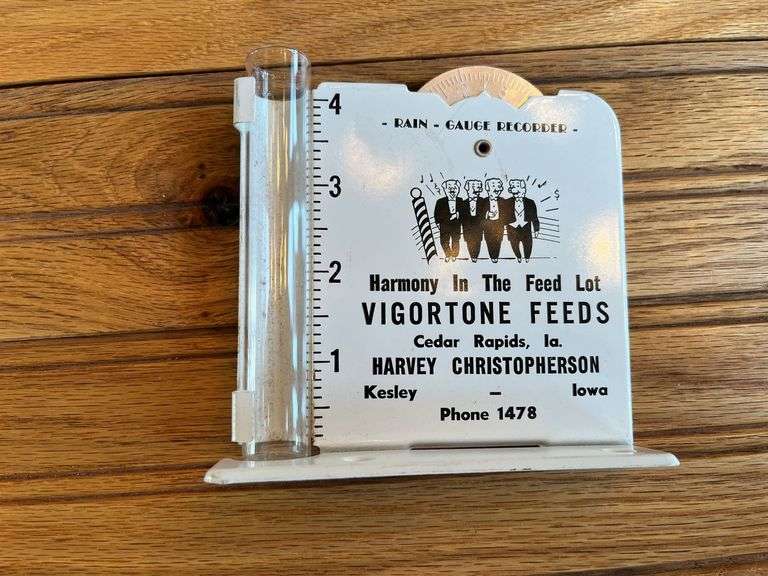 - RAIN - GAUGE RECORDER -
4
3
2
1
Harmony In The Feed Lot
VIGORTONE FEEDS
Cedar Rapids, Ia.
HARVEY CHRISTOPHERSON
Kesley - Iowa
Phone 1478